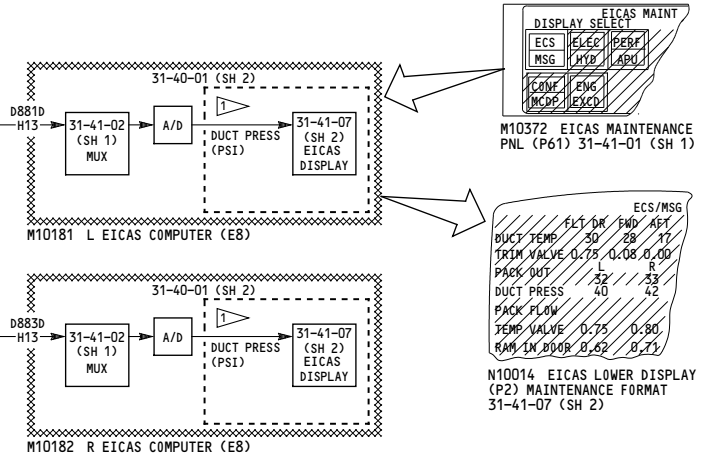 EICAS MAINT
DISPLAY SELECT
ECS ELEC PERF
MSG HYD APU
CONF ENG
MCDP EXCD
M10372 EICAS MAINTENANCE
PNL (P61) 31-41-01 (SH 1)
31-40-01 (SH 2)
D881D
H13
31-41-02
(SH 1)
MUX
A/D
1
DUCT PRESS
(PSI)
31-41-07
(SH 2)
EICAS
DISPLAY
M10181 L EICAS COMPUTER (E8)
ECS/MSG
FLT DR FWD AFT
DUCT TEMP 30 28 17
TRIM VALVE 0.75 0.08 0.00
L R
PACK OUT 32 33
DUCT PRESS 40 42
PACK FLOW
TEMP VALVE 0.75 0.80
RAM IN DOOR 0.62 0.71
N10014 EICAS LOWER DISPLAY
(P2) MAINTENANCE FORMAT
31-41-07 (SH 2)
31-40-01 (SH 2)
D883D
H13
31-41-02
(SH 1)
MUX
A/D
1
DUCT PRESS
(PSI)
31-41-07
(SH 2)
EICAS
DISPLAY
M10182 R EICAS COMPUTER (E8)